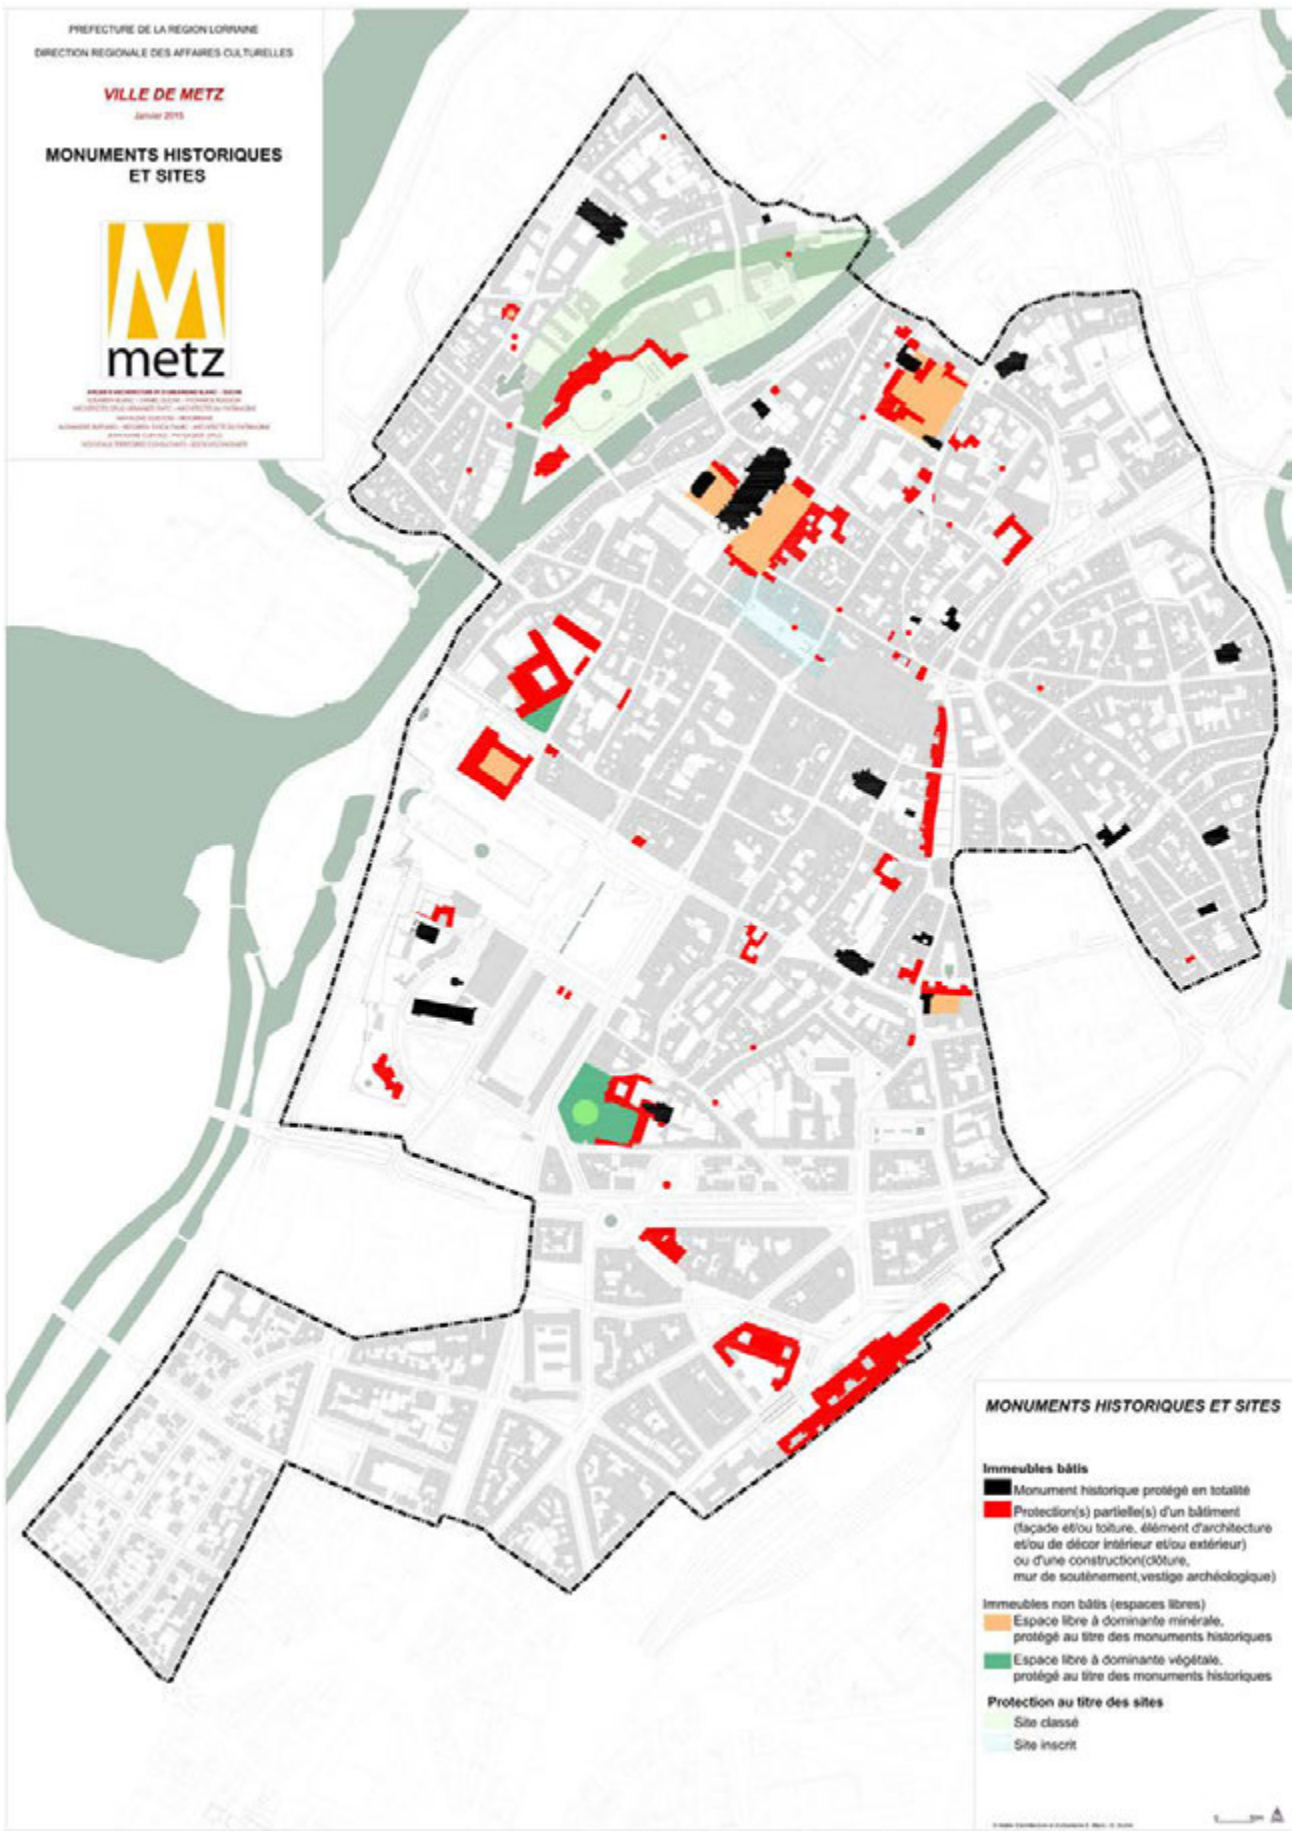 PREFECTURE DE LA REGION LORRAINE
DIRECTION REGIONALE DES AFFAIRES CULTURELLES
VILLE DE METZ
Janvier 2015
MONUMENTS HISTORIQUES
ET SITES
M
metz
MONUMENTS HISTORIQUES ET SITES
Immeubles bâtis
Monument historique protégé en totalité
Protection(s) partielle(s) d'un bâtiment
(façade et/ou toiture, élément d'architecture
et/ou de décor intérieur et/ou extérieur)
ou d'une construction(clôture,
mur de soutènement,vestige archéologique)
Immeubles non bâtis (espaces libres)
Espace libre à dominante minérale,
protégé au titre des monuments historiques
Espace libre à dominante végétale,
protégé au titre des monuments historiques
Protection au titre des sites
Site classé
Site inscrit